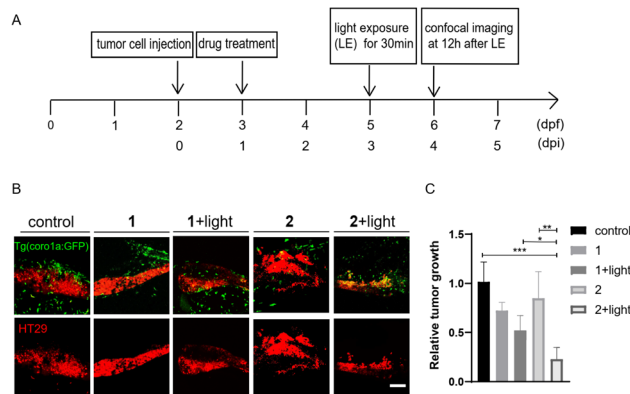 A
tumor cell injection
drug treatment
light exposure
(LE) for 30min
confocal imaging
at 12h after LE
0 1 2 3 4 5 6 7 (dpf)
0 1 2 3 4 5 (dpi)
B
control 1 1+light 2 2+light
Tg(coro1a:GFP)
HT29
C
Relative tumor growth
1.5
1.0
0.5
0.0
**
*
***
control
1
1+light
2
2+light